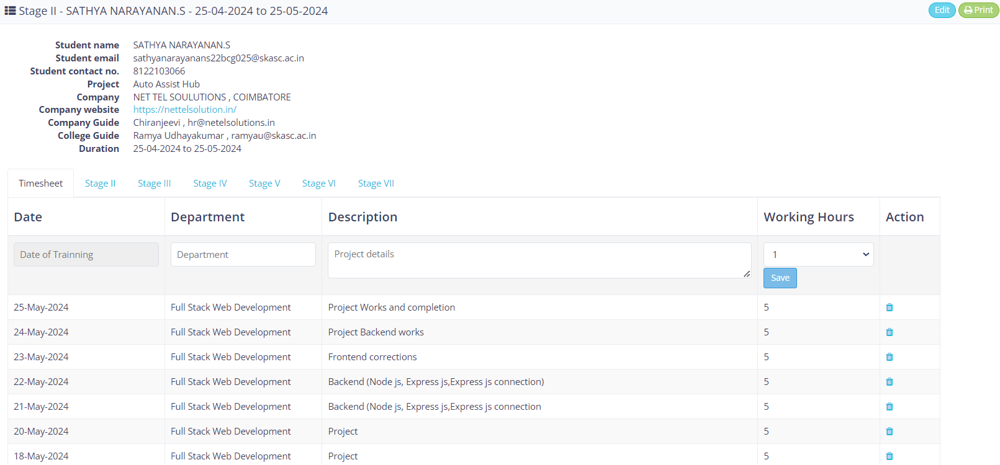 Stage II - SATHYA NARAYANAN.S - 25-04-2024 to 25-05-2024
Edit
Print
Student name SATHYA NARAYANAN.S
Student email sathyanarayanans22bcg025@skasc.ac.in
Student contact no. 8122103066
Project Auto Assist Hub
Company NET TEL SOULUTIONS , COIMBATORE
Company website https://nettelsolution.in/
Company Guide Chiranjeevi , hr@netelsolutions.in
College Guide Ramya Udhayakumar , ramyau@skasc.ac.in
Duration 25-04-2024 to 25-05-2024
Timesheet Stage II Stage III Stage IV Stage V Stage VI Stage VII
Date Department Description Working Hours Action
Date of Trainning Department Project details 1
Save
25-May-2024 Full Stack Web Development Project Works and completion 5
24-May-2024 Full Stack Web Development Project Backend works 5
23-May-2024 Full Stack Web Development Frontend corrections 5
22-May-2024 Full Stack Web Development Backend (Node js, Express js,Express js connection) 5
21-May-2024 Full Stack Web Development Backend (Node js, Express js,Express js connection 5
20-May-2024 Full Stack Web Development Project 5
18-May-2024 Full Stack Web Development Project 5